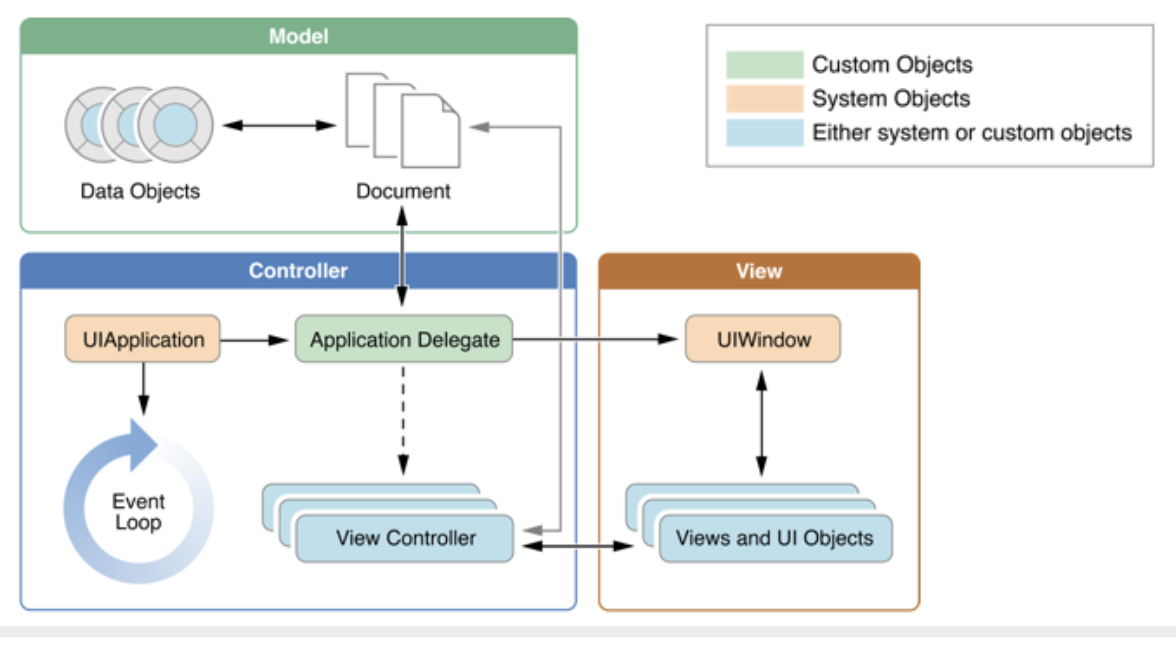 Model
Data Objects
Document
Custom Objects
System Objects
Either system or custom objects
Controller
UIApplication
Application Delegate
Event
Loop
View Controller
View
UIWindow
Views and UI Objects